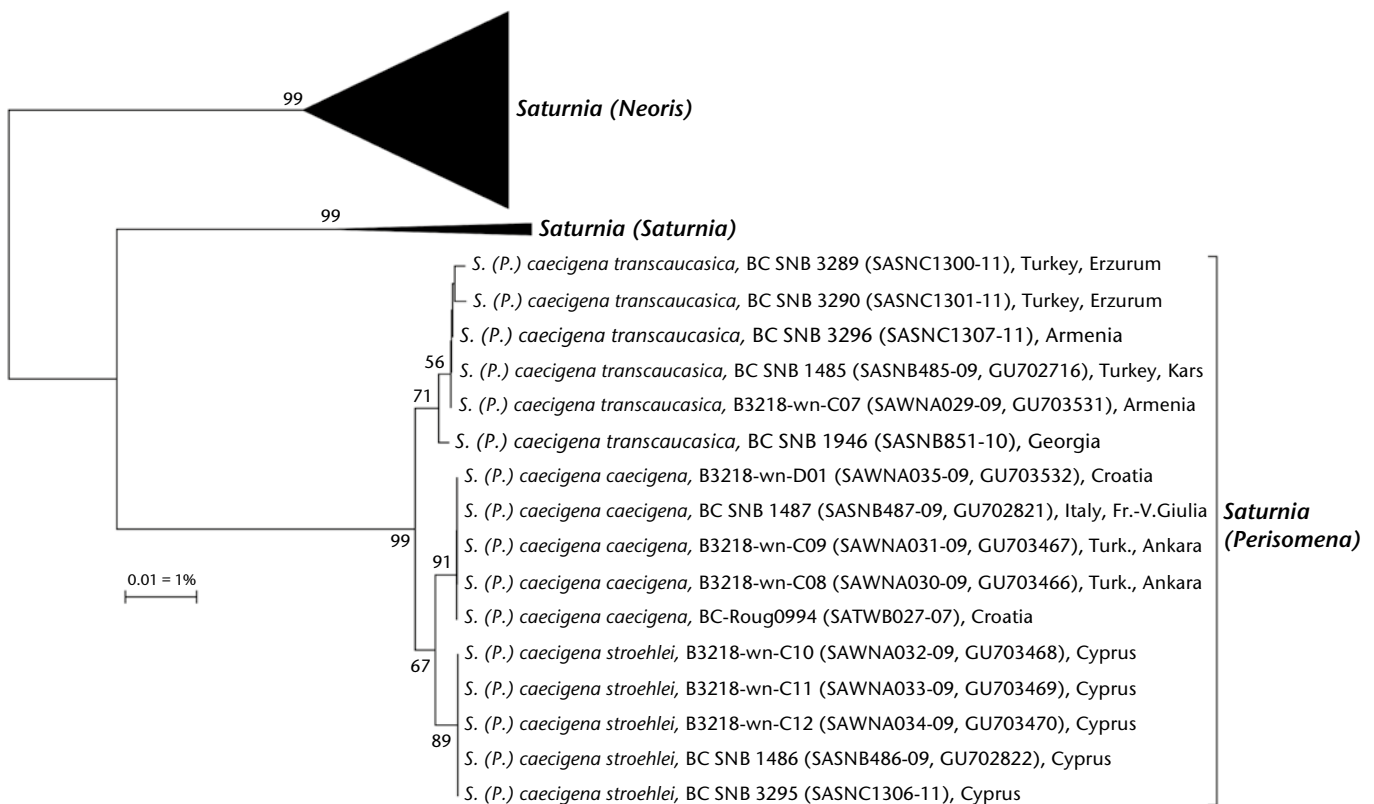 99
Saturnia (Neoris)
99
Saturnia (Saturnia)
S. (P.) caecigena transcaucasica, BC SNB 3289 (SASNC1300-11), Turkey, Erzurum
S. (P.) caecigena transcaucasica, BC SNB 3290 (SASNC1301-11), Turkey, Erzurum
S. (P.) caecigena transcaucasica, BC SNB 3296 (SASNC1307-11), Armenia
56
S. (P.) caecigena transcaucasica, BC SNB 1485 (SASNB485-09, GU702716), Turkey, Kars
71
S. (P.) caecigena transcaucasica, B3218-wn-C07 (SAWNA029-09, GU703531), Armenia
S. (P.) caecigena transcaucasica, BC SNB 1946 (SASNB851-10), Georgia
S. (P.) caecigena caecigena, B3218-wn-D01 (SAWNA035-09, GU703532), Croatia
S. (P.) caecigena caecigena, BC SNB 1487 (SASNB487-09, GU702821), Italy, Fr.-V.Giulia
Saturnia
(Perisomena)
99
S. (P.) caecigena caecigena, B3218-wn-C09 (SAWNA031-09, GU703467), Turk., Ankara
91
S. (P.) caecigena caecigena, B3218-wn-C08 (SAWNA030-09, GU703466), Turk., Ankara
0.01 = 1%
S. (P.) caecigena caecigena, BC-Roug0994 (SATWB027-07), Croatia
S. (P.) caecigena stroehlei, B3218-wn-C10 (SAWNA032-09, GU703468), Cyprus
67
S. (P.) caecigena stroehlei, B3218-wn-C11 (SAWNA033-09, GU703469), Cyprus
S. (P.) caecigena stroehlei, B3218-wn-C12 (SAWNA034-09, GU703470), Cyprus
89
S. (P.) caecigena stroehlei, BC SNB 1486 (SASNB486-09, GU702822), Cyprus
S. (P.) caecigena stroehlei, BC SNB 3295 (SASNC1306-11), Cyprus